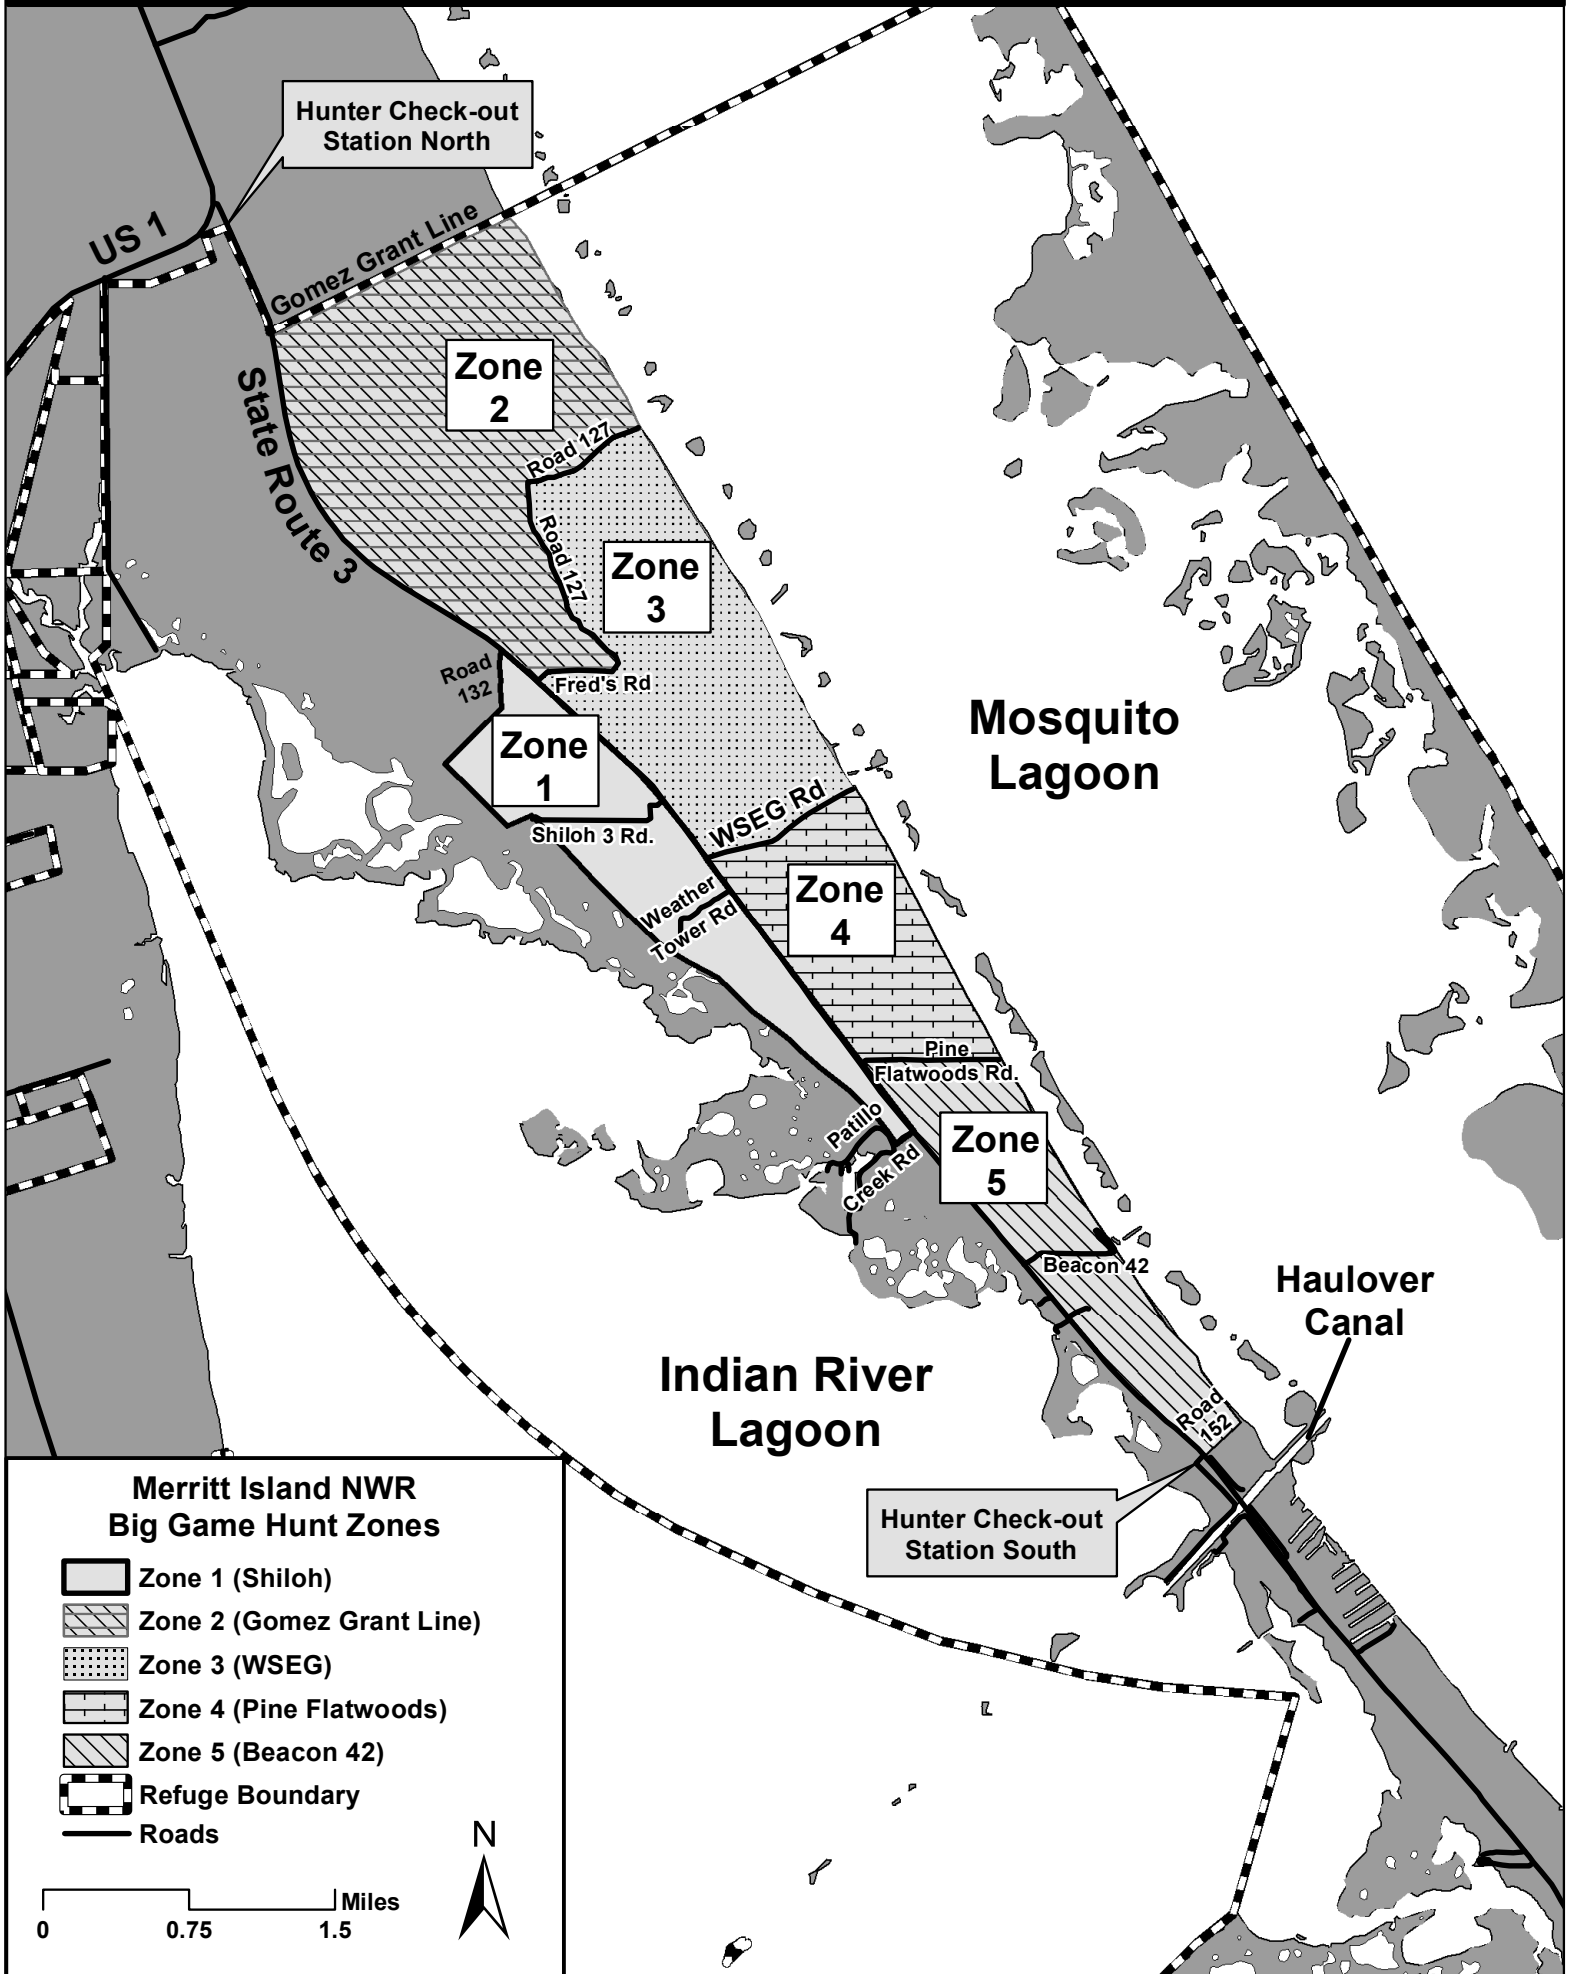 Hunter Check-out
Station North
US 1
Gomez Grant Line
State Route 3
Zone
2
Road 127
Road 127
Zone
3
Road
132
Fred's Rd
Zone
1
Shiloh 3 Rd.
WSEG Rd
Mosquito
Lagoon
Weather
Tower Rd
Zone
4
Pine
Flatwoods Rd.
Patillo
Creek Rd
Zone
5
Beacon 42
Haulover
Canal
Indian River
Lagoon
Road
152
Hunter Check-out
Station South
Merritt Island NWR
Big Game Hunt Zones
Zone 1 (Shiloh)
Zone 2 (Gomez Grant Line)
Zone 3 (WSEG)
Zone 4 (Pine Flatwoods)
Zone 5 (Beacon 42)
Refuge Boundary
Roads
N
Miles
0 0.75 1.5